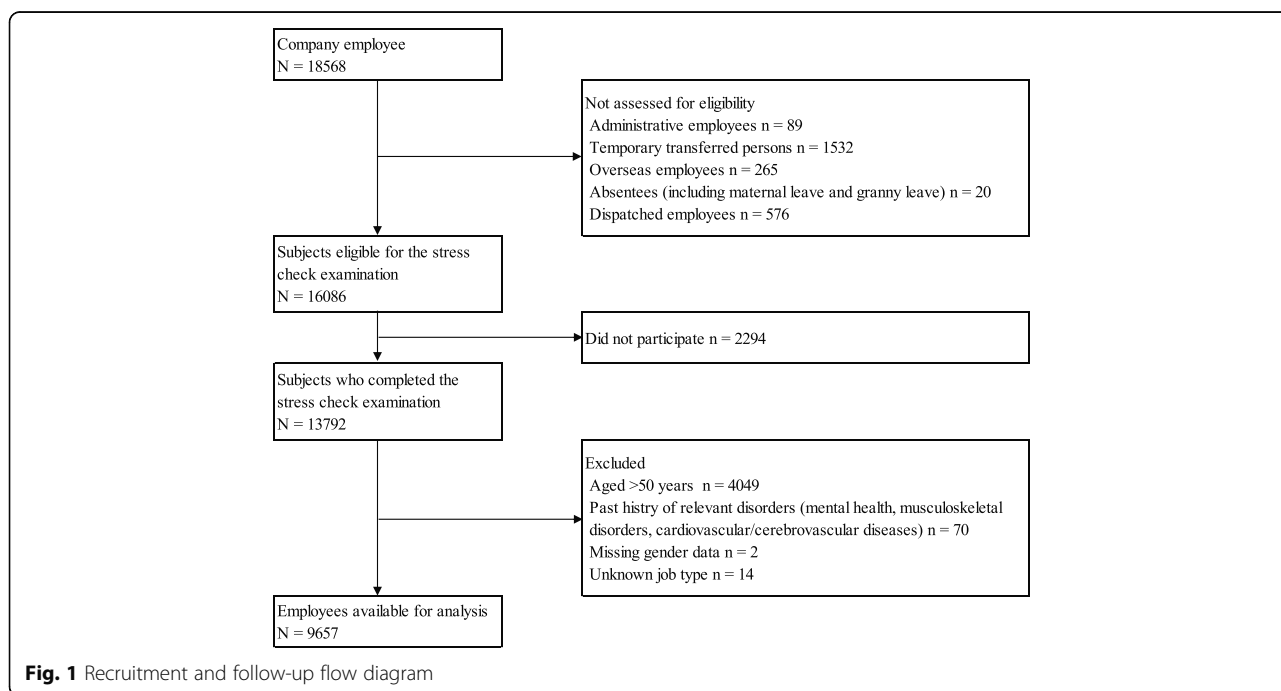 Company employee
N = 18568
Not assessed for eligibility
Administrative employees n = 89
Temporary transferred persons n = 1532
Overseas employees n = 265
Absentees (including maternal leave and granny leave) n = 20
Dispatched employees n = 576
Subjects eligible for the stress
check examination
N = 16086
Did not participate n = 2294
Subjects who completed the
stress check examination
N = 13792
Excluded
Aged >50 years n = 4049
Past histry of relevant disorders (mental health, musculoskeletal
disorders, cardiovascular/cerebrovascular diseases) n = 70
Missing gender data n = 2
Unknown job type n = 14
Employees available for analysis
N = 9657
Fig. 1 Recruitment and follow-up flow diagram